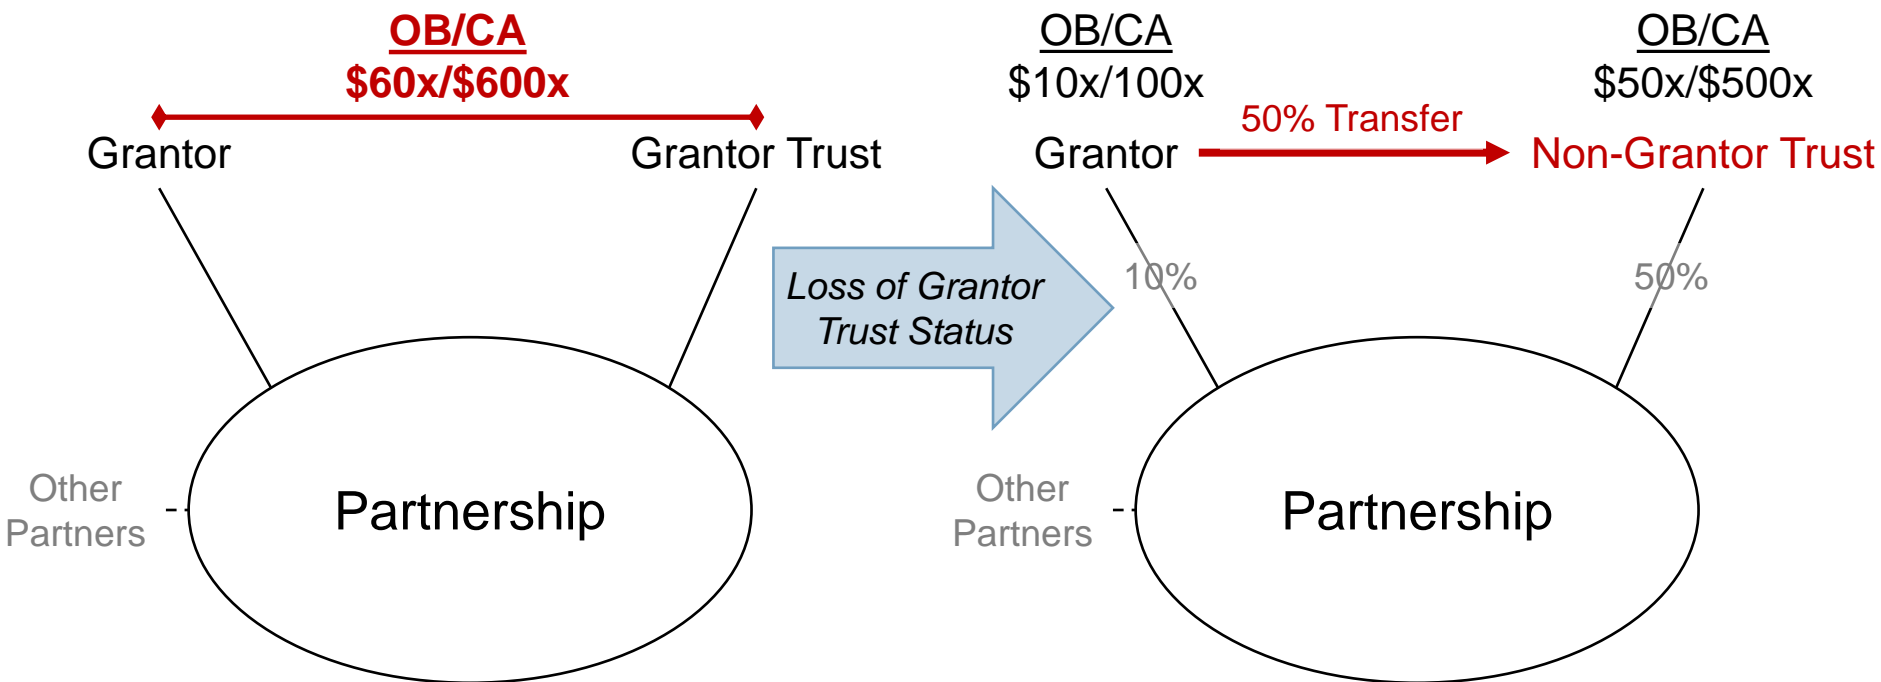 OB/CA
$60x/$600x
Grantor
Grantor Trust
Other
Partners
Partnership
Loss of Grantor
Trust Status
OB/CA
$10x/100x
50% Transfer
OB/CA
$50x/$500x
Grantor
Non-Grantor Trust
10%
50%
Other
Partners
Partnership